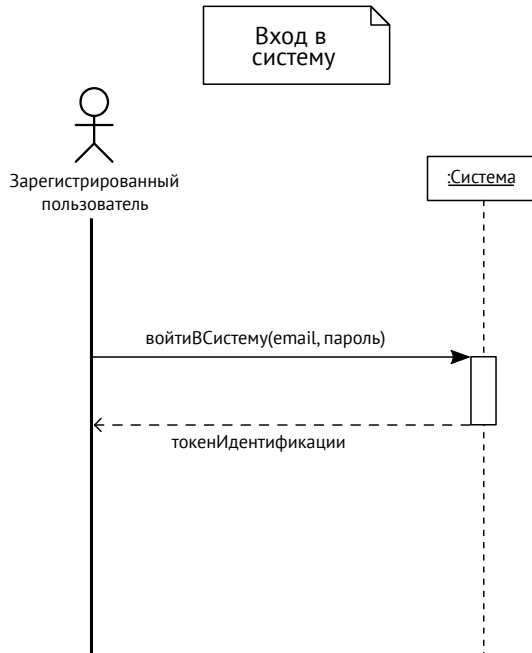 Вход в
систему
Зарегистрированный
пользователь
:Система
войтиВСистему(email, пароль)
токенИдентификации